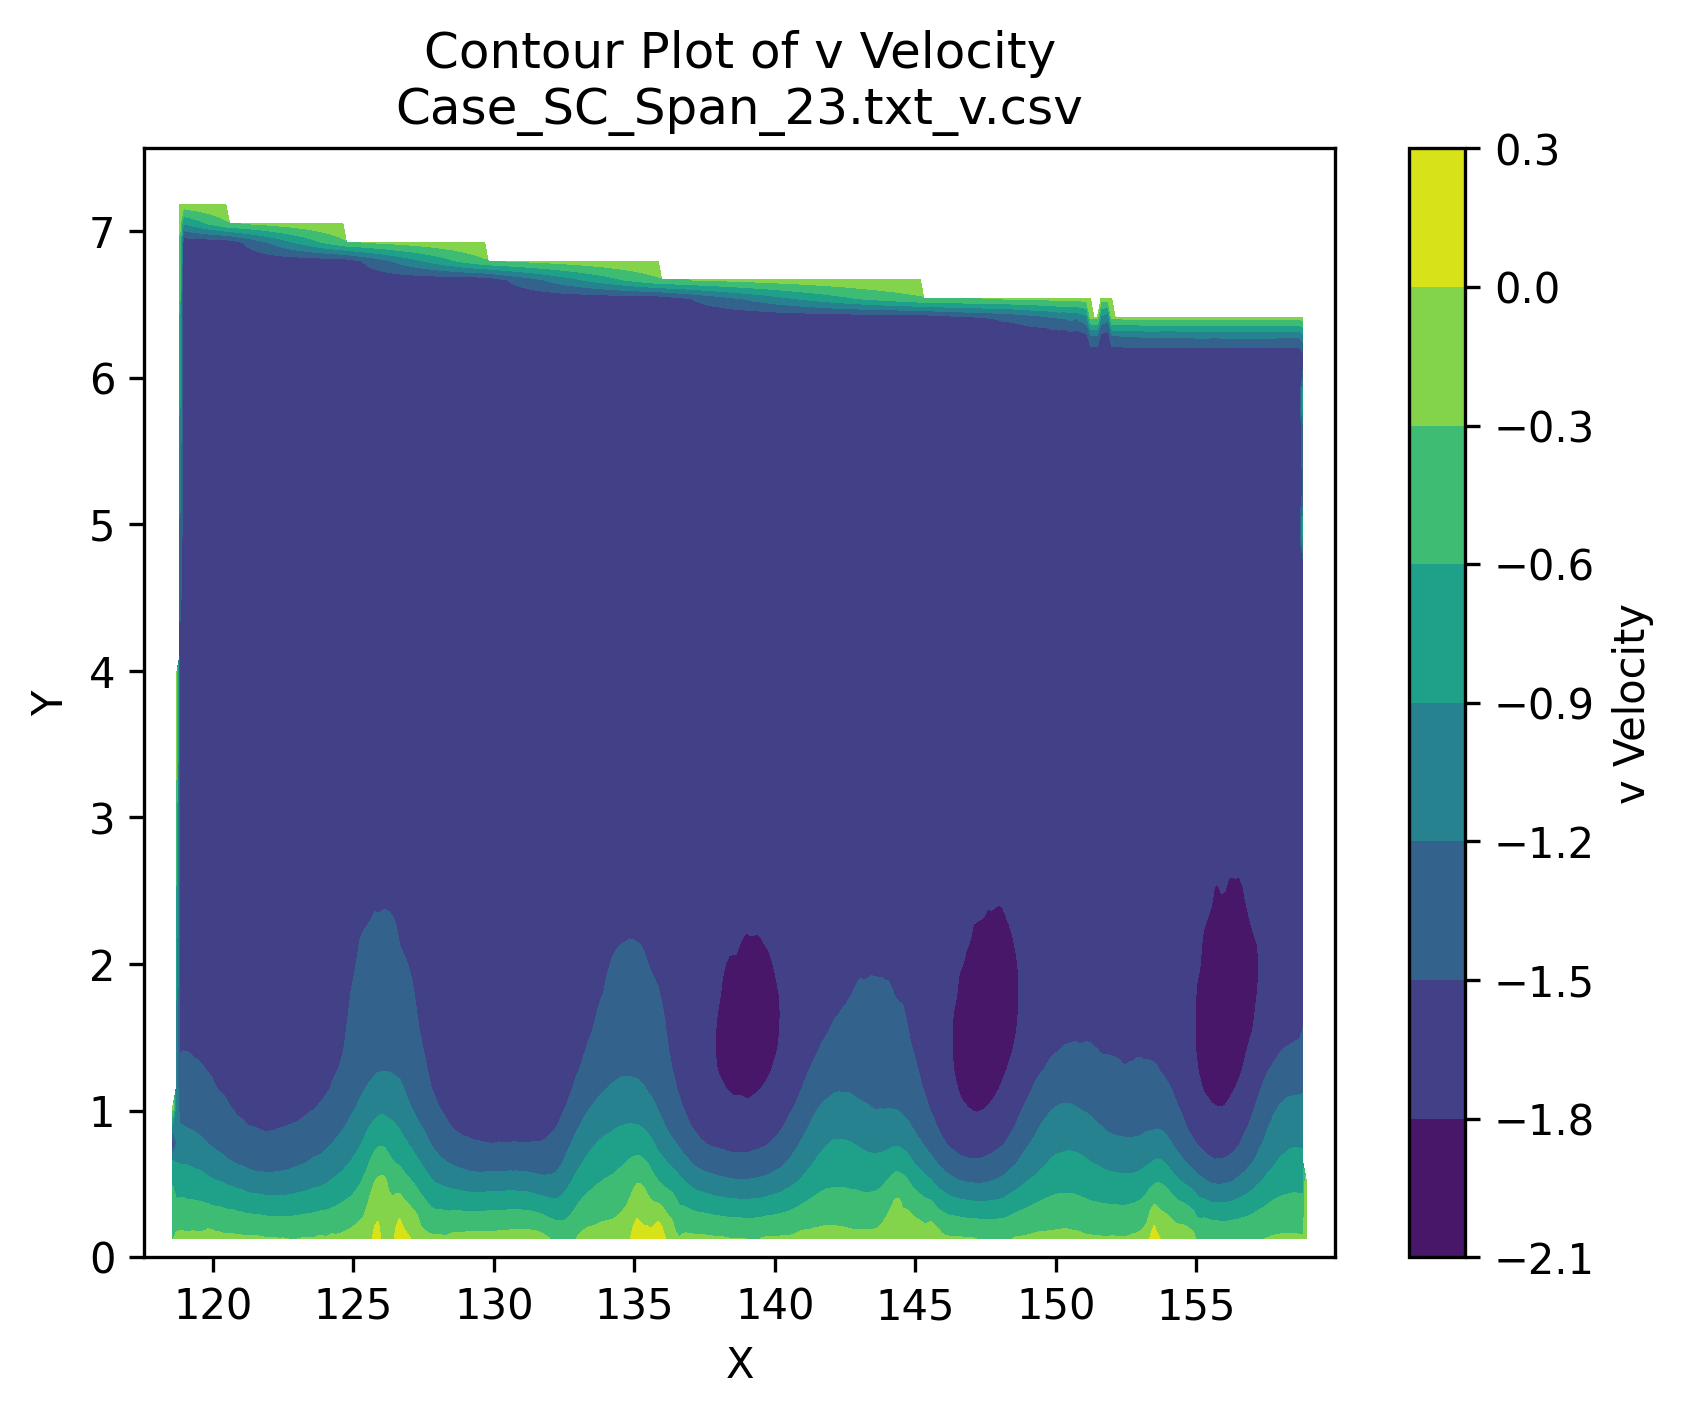 Contour Plot of v Velocity
Case_SC_Span_23.txt_v.csv
7
6
5
4
3
2
1
0
Y
120 125 130 135 140 145 150 155
X
0.3
0.0
−0.3
−0.6
−0.9
−1.2
−1.5
−1.8
−2.1
v Velocity